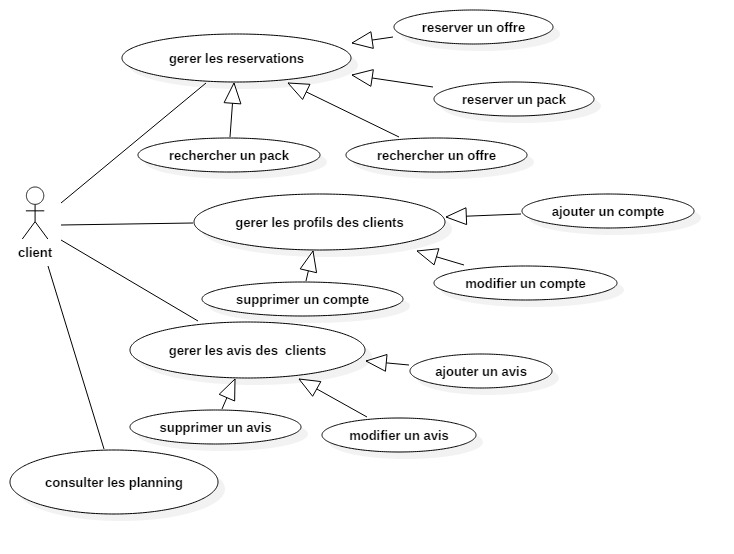 reserver un offre
gerer les reservations
reserver un pack
rechercher un pack
rechercher un offre
ajouter un compte
gerer les profils des clients
client
modifier un compte
supprimer un compte
gerer les avis des clients
ajouter un avis
supprimer un avis
modifier un avis
consulter les planning